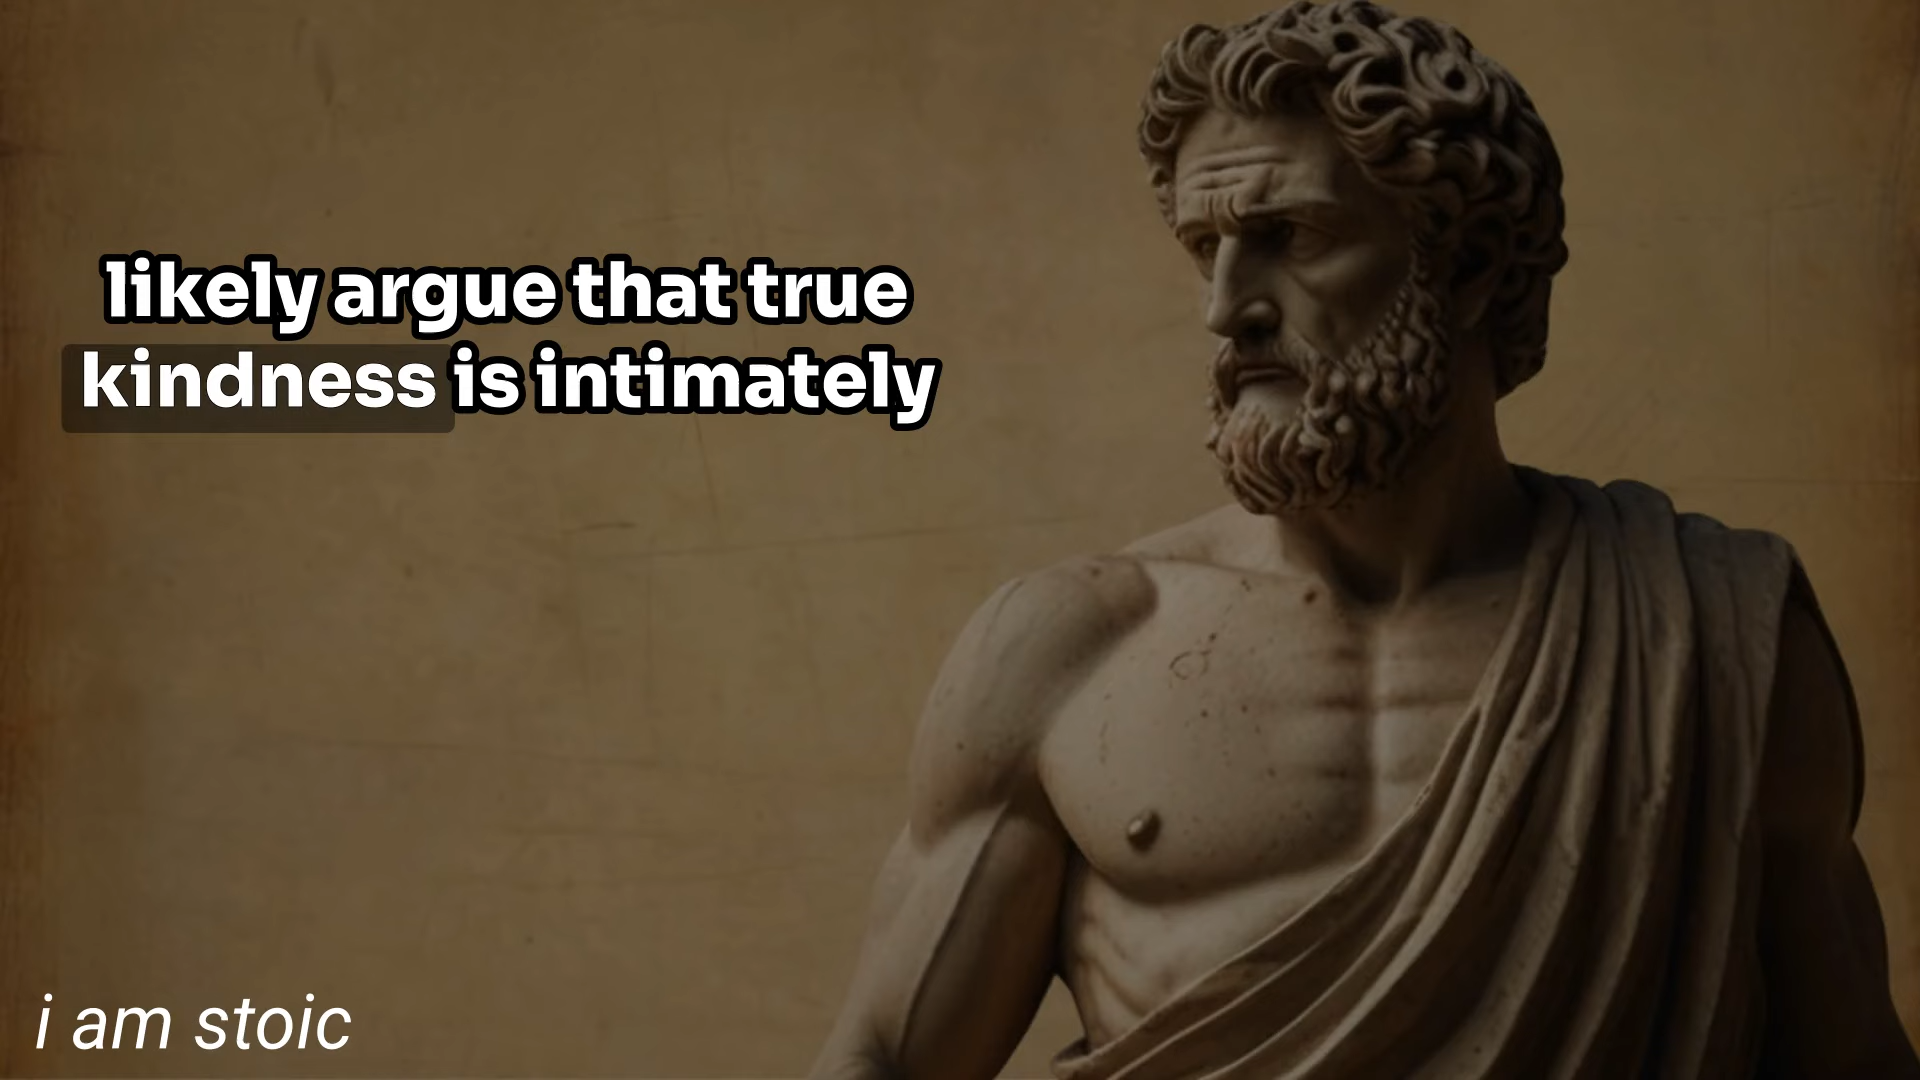 likely argue that true
kindness is intimately
i am stoic